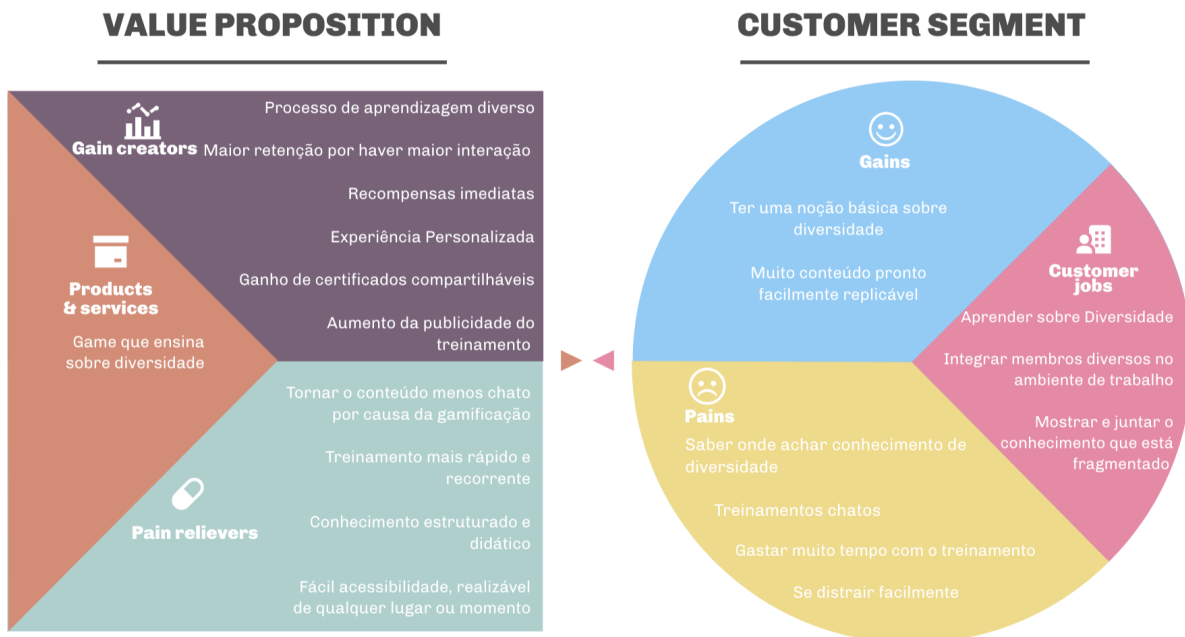 VALUE PROPOSITION
Gain creators
Processo de aprendizagem diverso
Maior retenção por haver maior interação
Recompensas imediatas
Experiência Personalizada
Ganho de certificados compartilháveis
Aumento da publicidade do
treinamento
Products
& services
Game que ensina
sobre diversidade
Pain relievers
Tornar o conteúdo menos chato
por causa da gamificação
Treinamento mais rápido e
recorrente
Conhecimento estruturado e
didático
Fácil acessibilidade, realizável
de qualquer lugar ou momento
CUSTOMER SEGMENT
Gains
Ter uma noção básica sobre
diversidade
Muito conteúdo pronto
facilmente replicável
Customer
jobs
Aprender sobre Diversidade
Integrar membros diversos no
ambiente de trabalho
Mostrar e juntar o
conhecimento que está
fragmentado
Pains
Saber onde achar conhecimento de
diversidade
Treinamentos chatos
Gastar muito tempo com o treinamento
Se distrair facilmente